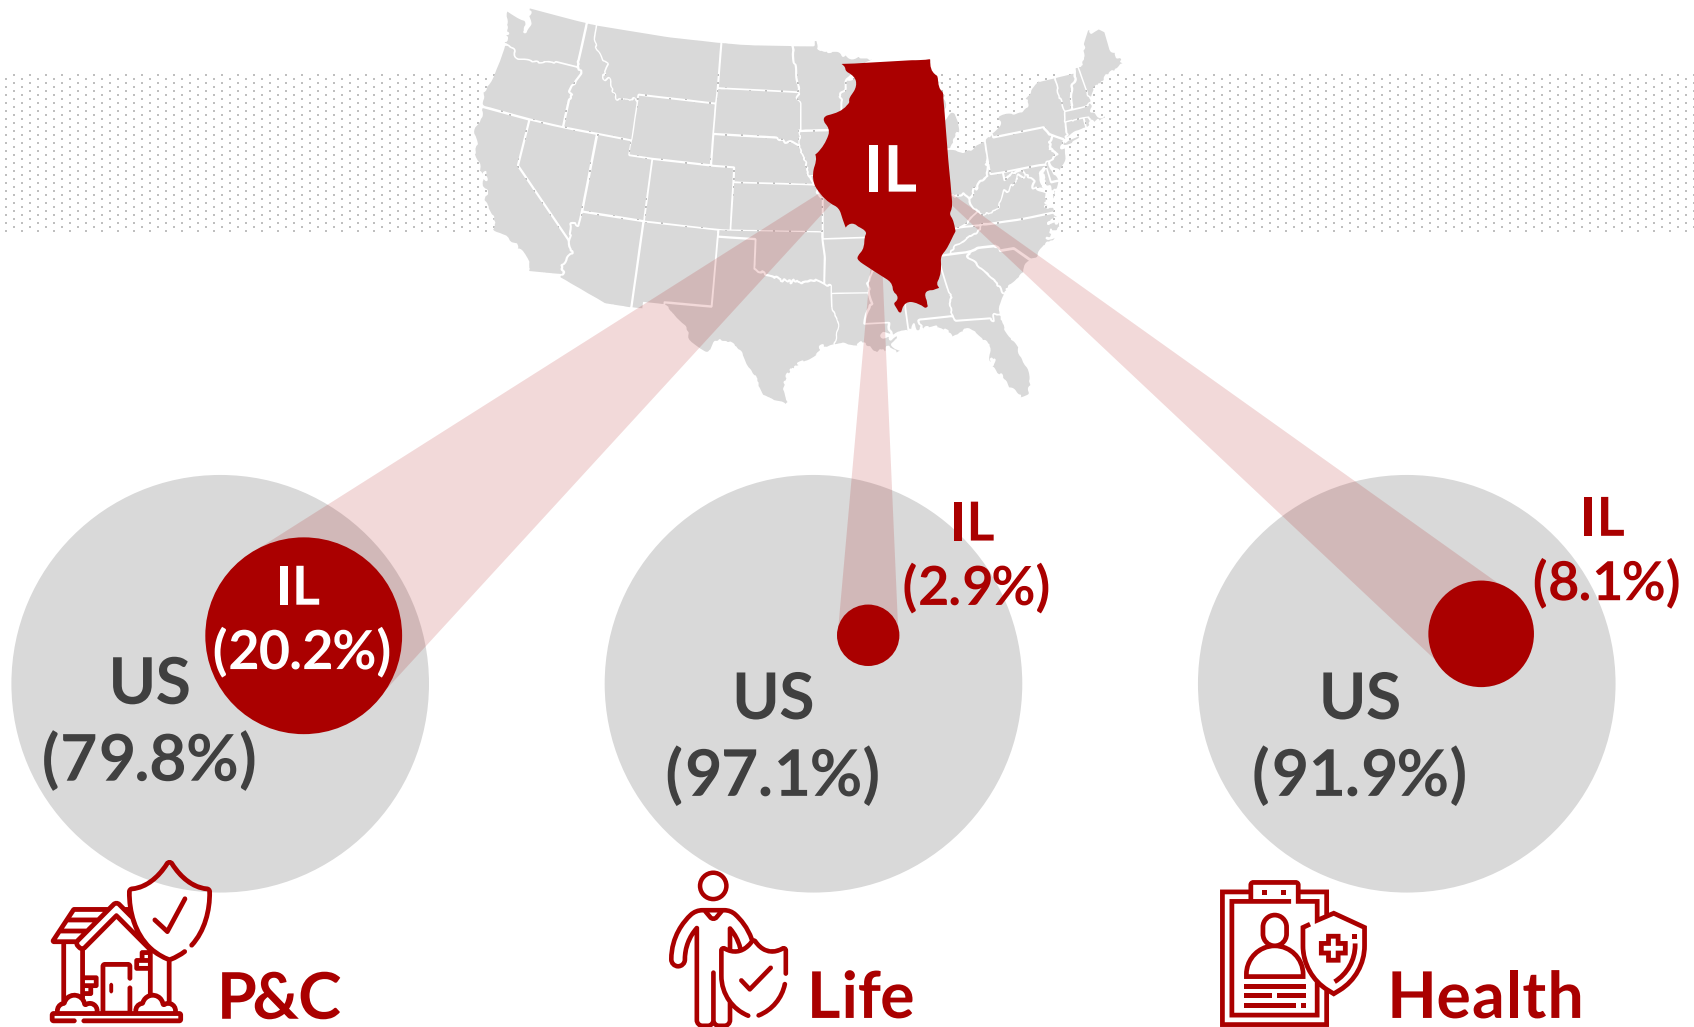 IL
IL
(20.2%)
US
(79.8%)
IL
(2.9%)
US
(97.1%)
IL
(8.1%)
US
(91.9%)
P&C
Life
Health